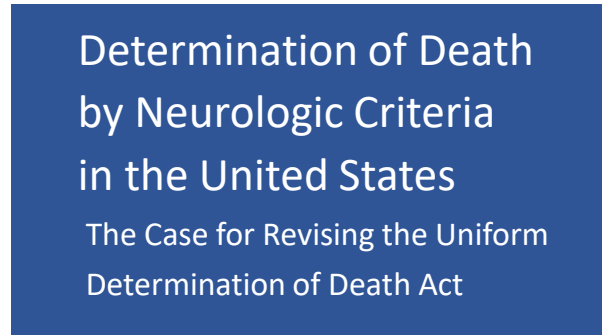 Determination of Death
by Neurologic Criteria
in the United States
The Case for Revising the Uniform
Determination of Death Act